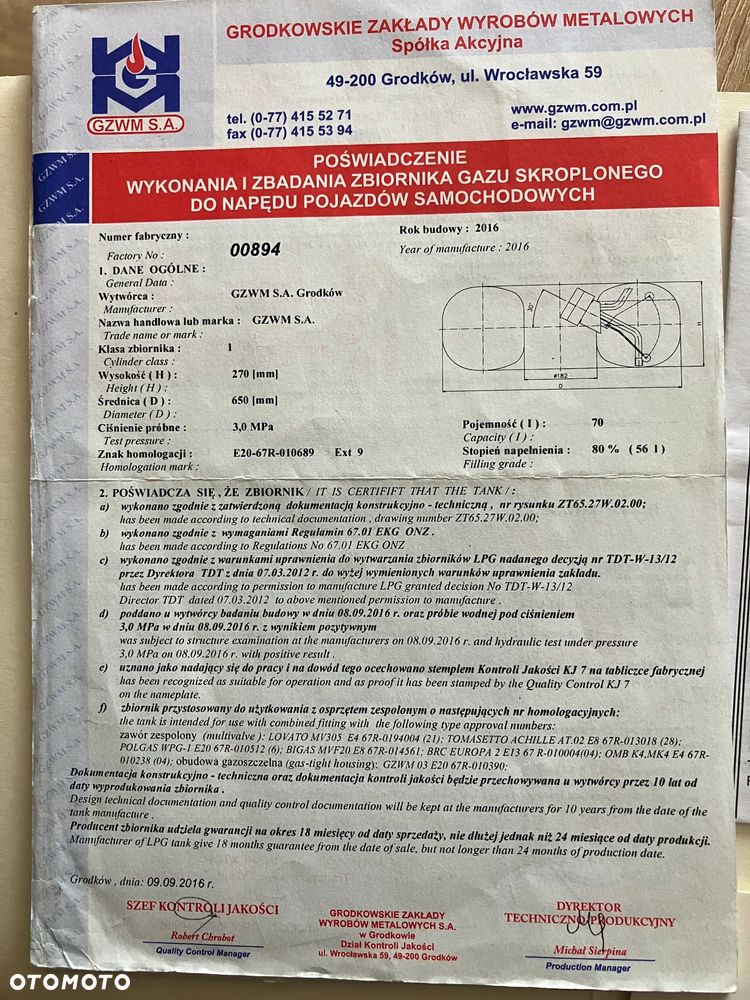 GZWM S.A.
GRODKOWSKIE ZAKŁADY WYROBÓW METALOWYCH
Spółka Akcyjna
49-200 Grodków, ul. Wrocławska 59
tel. (0-77) 415 52 71
fax (0-77) 415 53 94
www.gzwm.com.pl
e-mail: gzwm@gzwm.com.pl
POŚWIADCZENIE
WYKONANIA I ZBADANIA ZBIORNIKA GAZU SKROPLONEGO
DO NAPĘDU POJAZDÓW SAMOCHODOWYCH
Numer fabryczny :
Factory No : 00894
Rok budowy : 2016
Year of manufacture : 2016
1. DANE OGÓLNE :
General Data :
Wytwórca : GZWM S.A. Grodków
Manufacturer :
Nazwa handlowa lub marka : GZWM S.A.
Trade name or mark :
Klasa zbiornika : 1
Cylinder class :
Wysokość ( H ) : 270 [mm]
Height ( H ) :
Średnica ( D ) : 650 [mm]
Diameter ( D ) :
Ciśnienie próbne : 3,0 MPa
Test pressure :
Znak homologacji : E20-67R-010689 Ext 9
Homologation mark :
30°
ø182
D
H
Pojemność ( l ) : 70
Capacity ( l ) :
Stopień napełnienia : 80 % ( 56 l )
Filling grade :
2. POŚWIADCZA SIĘ , ŻE ZBIORNIK / IT IS CERTIFIFT THAT THE TANK / :
a) wykonano zgodnie z zatwierdzoną dokumentacją konstrukcyjno - techniczną , nr rysunku ZT65.27W.02.00;
has been made according to technical documentation , drawing number ZT65.27W.02.00;
b) wykonano zgodnie z wymaganiami Regulamin 67.01 EKG ONZ .
has been made according to Regulations No 67.01 EKG ONZ
c) wykonano zgodnie z warunkami uprawnienia do wytwarzania zbiorników LPG nadanego decyzją nr TDT-W-13/12
przez Dyrektora TDT z dnia 07.03.2012 r. do wyżej wymienionych warunków uprawnienia zakładu.
has been made according to permission to manufacture LPG granted decision No TDT-W-13/12
Director TDT dated 07.03.2012 to above mentioned permission to manufacture .
d) poddano u wytwórcy badaniu budowy w dniu 08.09.2016 r. oraz próbie wodnej pod ciśnieniem
3,0 MPa w dniu 08.09.2016 r. z wynikiem pozytywnym
was subject to structure examination at the manufacturers on 08.09.2016 r. and hydraulic test under pressure
3,0 MPa on 08.09.2016 r. with positive result .
e) uznano jako nadający się do pracy i na dowód tego ocechowano stemplem Kontroli Jakości KJ 7 na tabliczce fabrycznej
has been recognized as suitable for operation and as proof it has been stamped by the Quality Control KJ 7
on the nameplate.
f) zbiornik przystosowany do użytkowania z osprzętem zespolonym o następujących nr homologacyjnych:
the tank is intended for use with combined fitting with the following type approval numbers:
zawór zespolony (multivalve ): LOVATO MV305 E4 67R-0194004 (21); TOMASETTO ACHILLE AT.02 E8 67R-013018 (28);
POLGAS WPG-1 E20 67R-010512 (6); BIGAS MVF20 E8 67R-014561; BRC EUROPA 2 E13 67 R-010004(04); OMB K4,MK4 E4 67R-
010238 (04); obudowa gazoszczelna (gas-tight housing): GZWM 03 E20 67R-010390;
Dokumentacja konstrukcyjno - techniczna oraz dokumentacja kontroli jakości będzie przechowywana u wytwórcy przez 10 lat od
daty wyprodukowania zbiornika .
Design technical documentation and quality control documentation will be kept at the manufacturers for 10 years from the date of the
tank manufacture .
Producent zbiornika udziela gwarancji na okres 18 miesięcy od daty sprzedaży, nie dłużej jednak niż 24 miesiące od daty produkcji.
Manufacturer of LPG tank give 18 months guarantee from the date of sale, but not longer than 24 months of production date.
Grodków , dnia: 09.09.2016 r.
SZEF KONTROLI JAKOŚCI
Robert Chrobot
Quality Control Manager
GRODKOWSKIE ZAKŁADY
WYROBÓW METALOWYCH S.A.
w Grodkowie
Dział Kontroli Jakości
ul. Wrocławska 59, 49-200 Grodków
DYREKTOR
TECHNICZNO-PRODUKCYJNY
Michał Sierpina
Production Manager
OTOMOTO